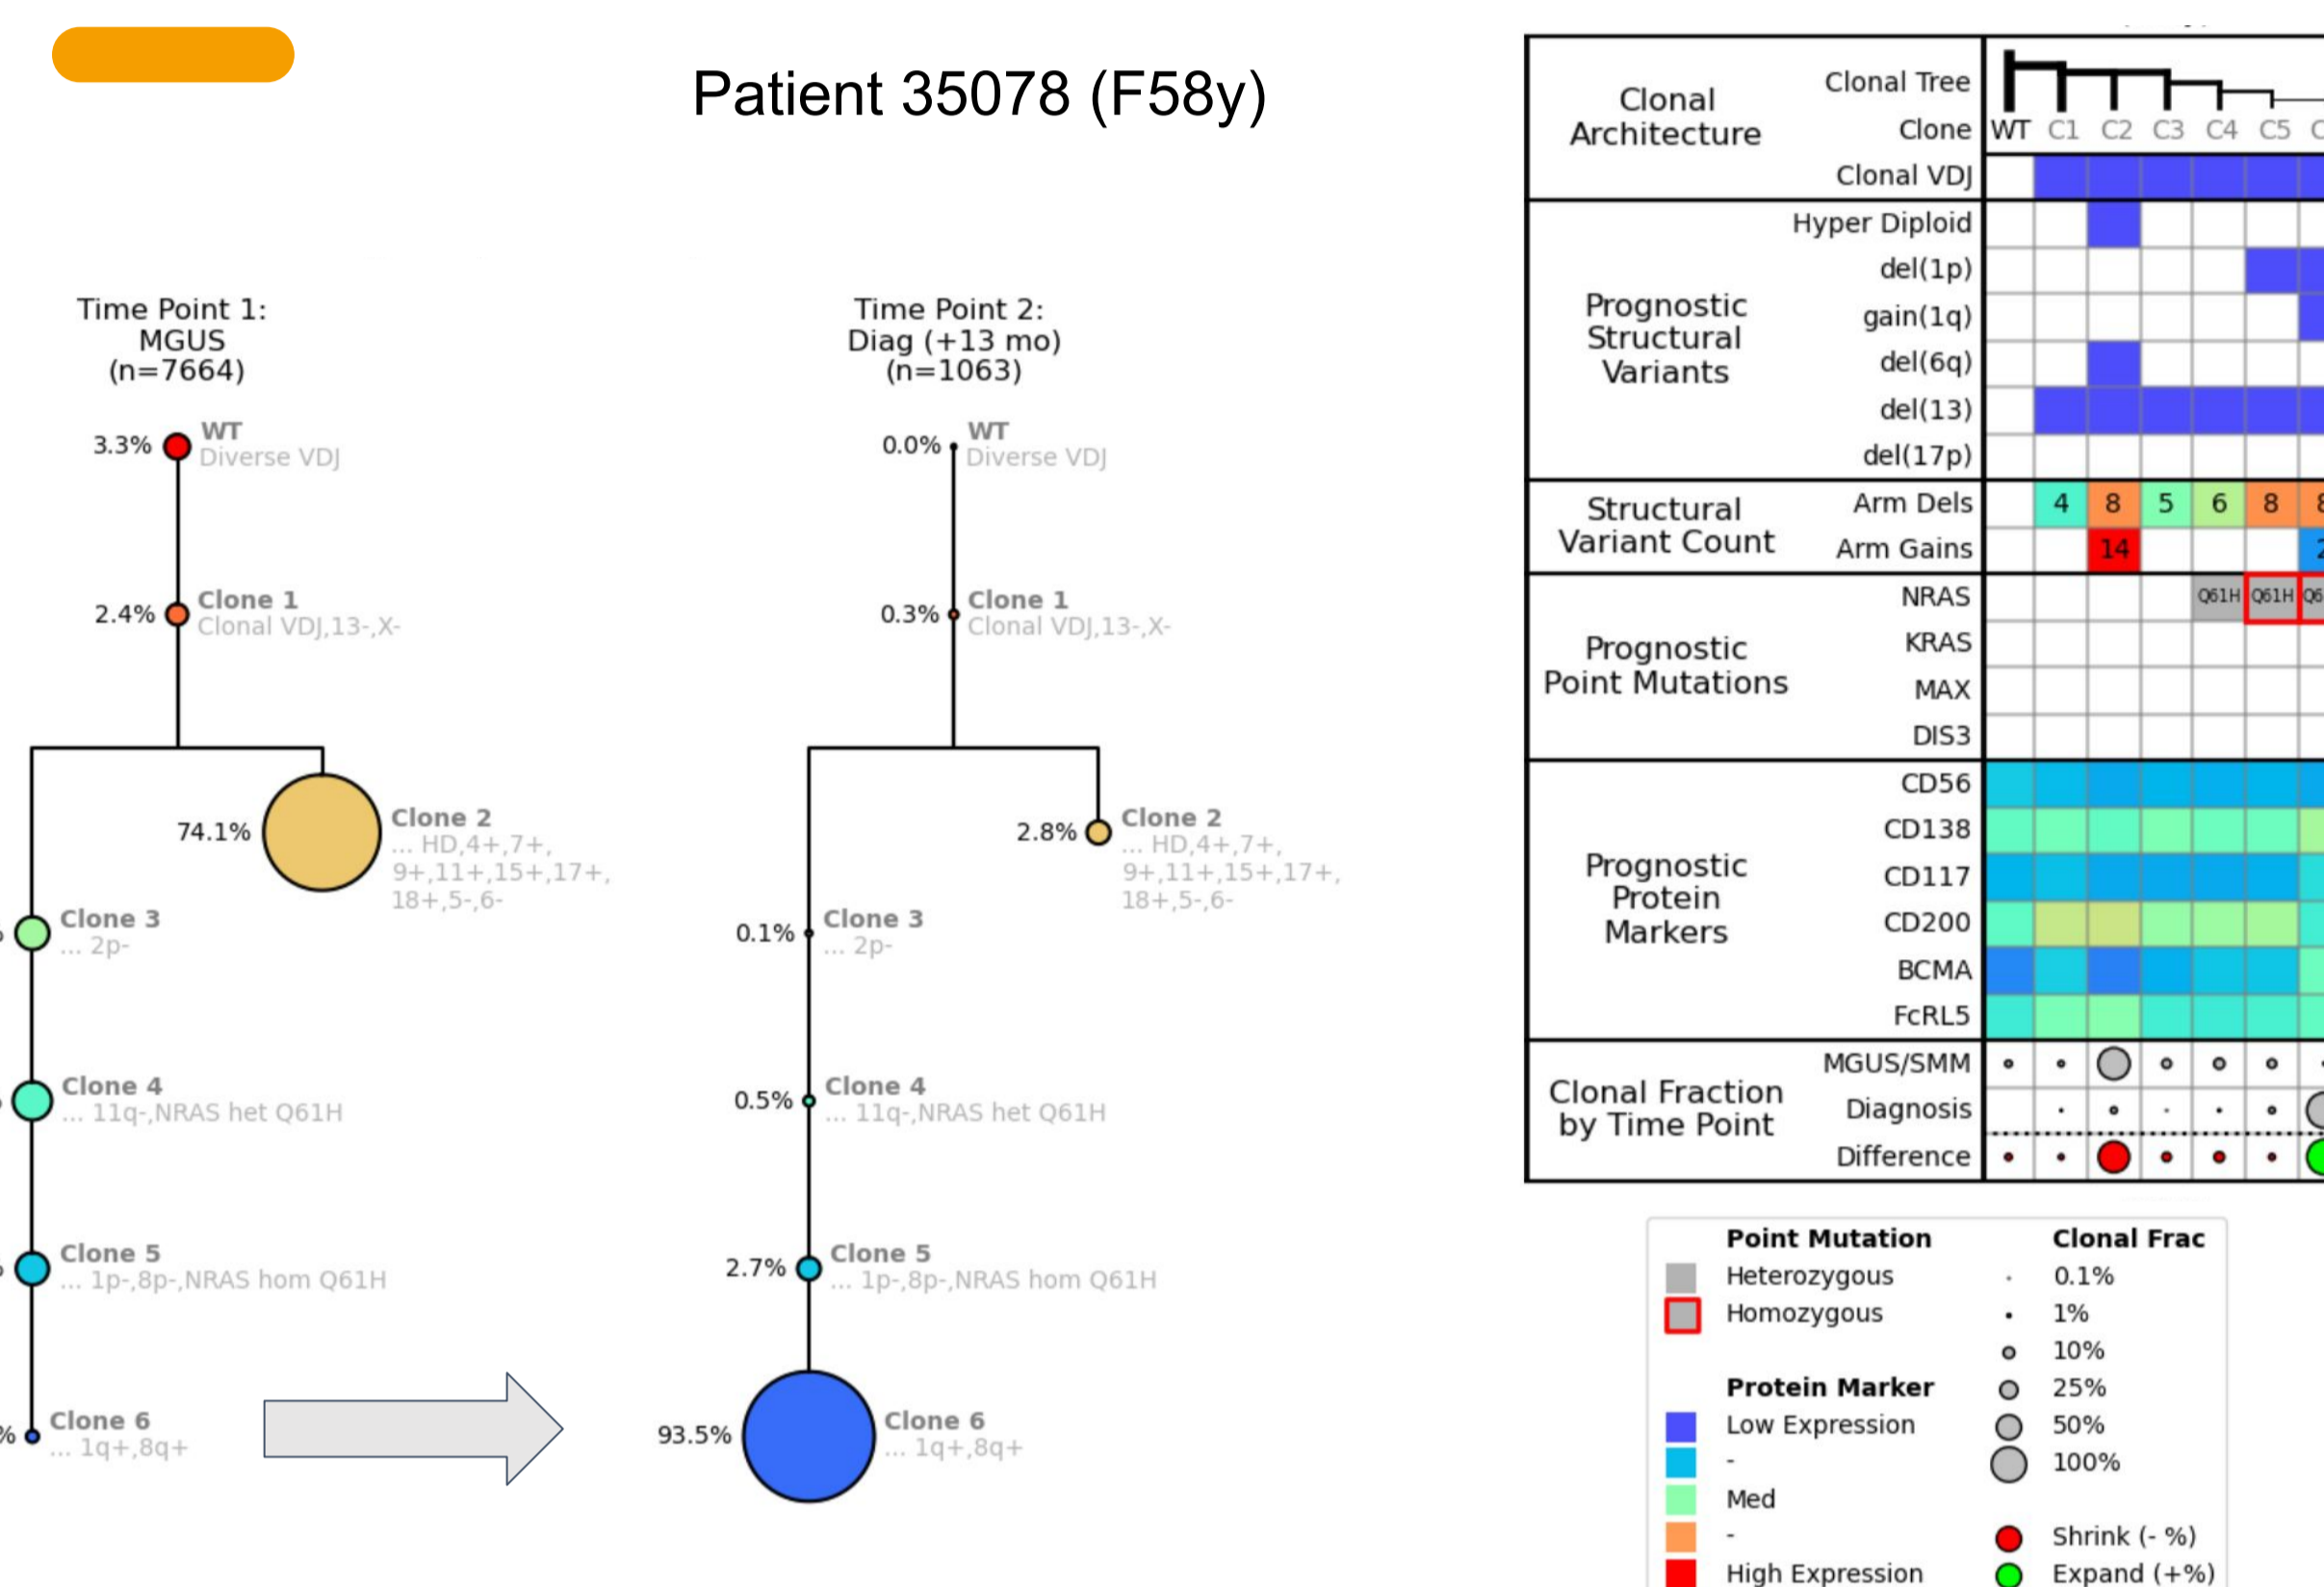 Patient 35078 (F58y)
Time Point 1:
MGUS
(n=7664)
3.3%
WT
Diverse VDJ
2.4%
Clone 1
Clonal VDJ,13-,X-
74.1%
Clone 2
... HD,4+,7+,
9+,11+,15+,17+,
18+,5-,6-
Clone 3
... 2p-
Clone 4
... 11q-,NRAS het Q61H
Clone 5
... 1p-,8p-,NRAS hom Q61H
%
Clone 6
... 1q+,8q+
Time Point 2:
Diag (+13 mo)
(n=1063)
0.0%
WT
Diverse VDJ
0.3%
Clone 1
Clonal VDJ,13-,X-
2.8%
Clone 2
... HD,4+,7+,
9+,11+,15+,17+,
18+,5-,6-
0.1%
Clone 3
... 2p-
0.5%
Clone 4
... 11q-,NRAS het Q61H
2.7%
Clone 5
... 1p-,8p-,NRAS hom Q61H
93.5%
Clone 6
... 1q+,8q+
Clonal
Architecture
Clonal Tree
Clone WT C1 C2 C3 C4 C5
Clonal VDJ
Prognostic
Structural
Variants
Hyper Diploid
del(1p)
gain(1q)
del(6q)
del(13)
del(17p)
Structural
Variant Count
Arm Dels 4 8 5 6 8 8
Arm Gains 14 2
Prognostic
Point Mutations
NRAS Q61H Q61H Q6
KRAS
MAX
DIS3
Prognostic
Protein
Markers
CD56
CD138
CD117
CD200
BCMA
FcRL5
Clonal Fraction
by Time Point
MGUS/SMM
Diagnosis
Difference
Point Mutation
Heterozygous
Homozygous
Protein Marker
Low Expression
-
Med
-
High Expression
Clonal Frac
0.1%
1%
10%
25%
50%
100%
Shrink (- %)
Expand (+%)